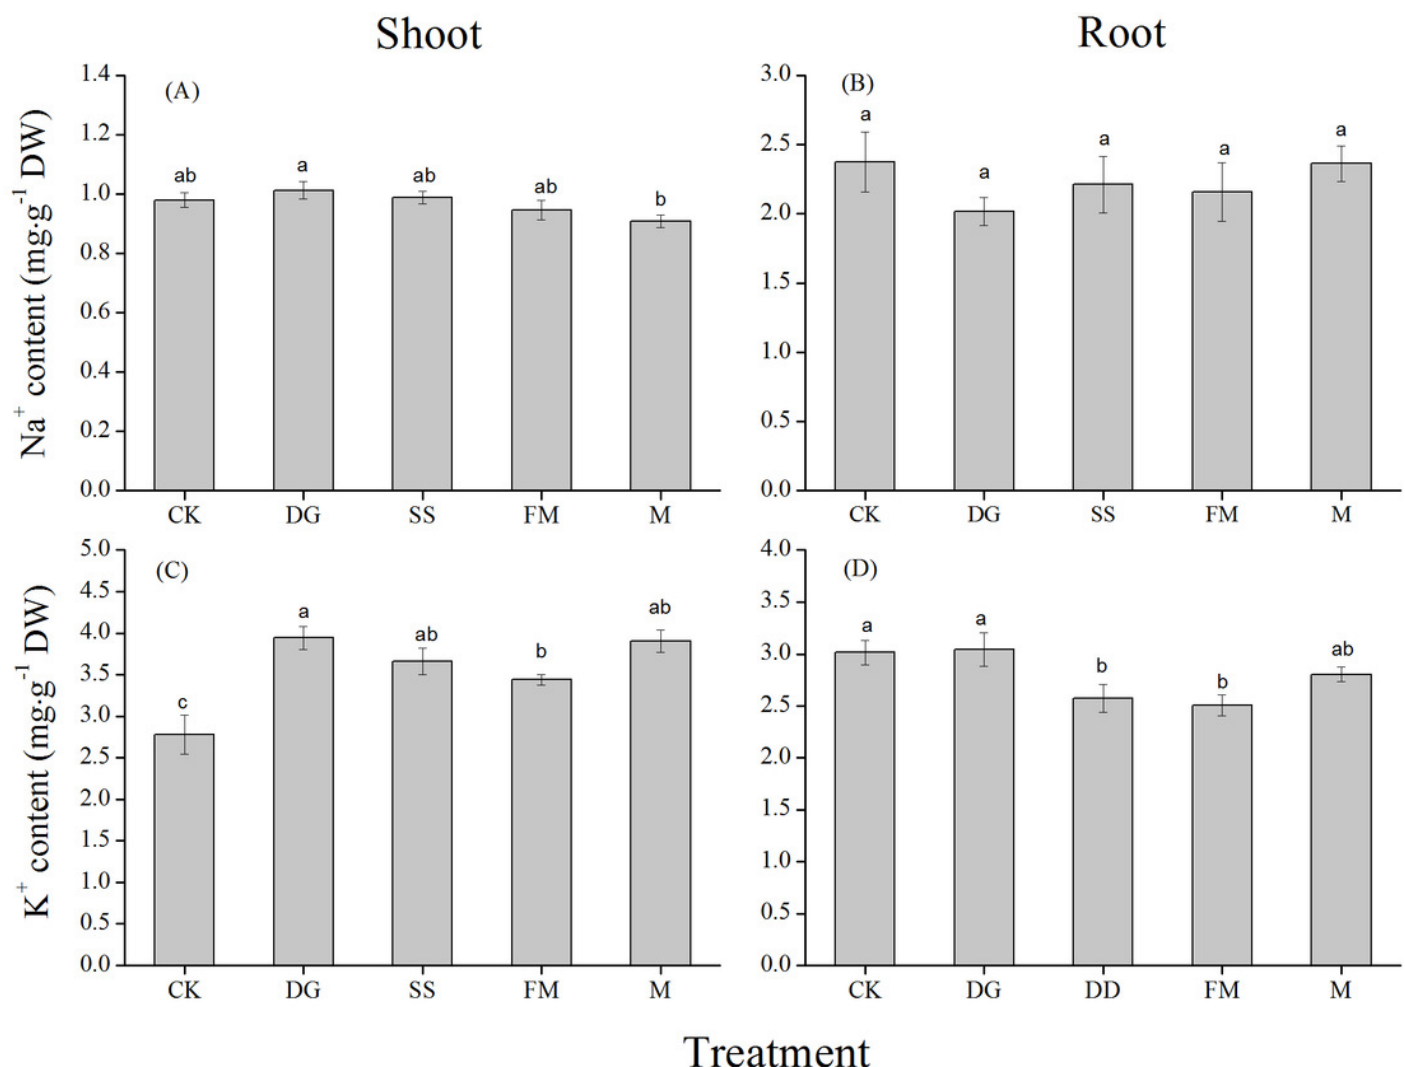 Shoot
Root
Na⁺ content (mg·g⁻¹ DW)
(A)
1.4
1.2
1.0
0.8
0.6
0.4
0.2
0.0
ab
a
ab
ab
b
CK DG SS FM M
(B)
3.0
2.5
2.0
1.5
1.0
0.5
0.0
a
a
a
a
a
CK DG SS FM M
K⁺ content (mg·g⁻¹ DW)
(C)
5.0
4.5
4.0
3.5
3.0
2.5
2.0
1.5
1.0
0.5
0.0
c
a
ab
b
ab
CK DG SS FM M
(D)
4.0
3.5
3.0
2.5
2.0
1.5
1.0
0.5
0.0
a
a
b
b
ab
CK DG DD FM M
Treatment